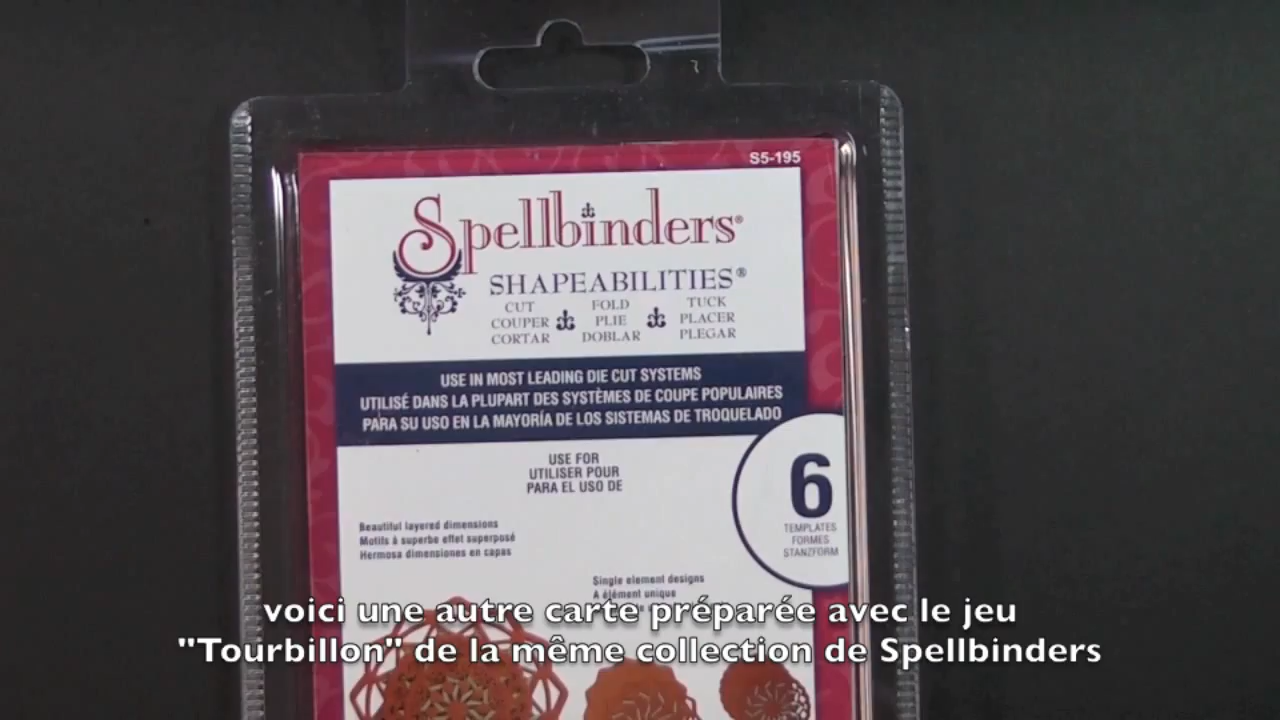 S5-195
Spellbinders®
SHAPEABILITIES®
CUT FOLD TUCK
COUPER PLIE PLACER
CORTAR DOBLAR PLEGAR
USE IN MOST LEADING DIE CUT SYSTEMS
UTILISÉ DANS LA PLUPART DES SYSTÈMES DE COUPE POPULAIRES
PARA SU USO EN LA MAYORÍA DE LOS SISTEMAS DE TROQUELADO
USE FOR
UTILISER POUR
PARA EL USO DE
6
TEMPLATES
FORMES
STANZFORM
Beautiful layered dimensions
Motifs à superbe effet superposé
Hermosa dimensiones en capas
Single element designs
A élément unique
voici une autre carte préparée avec le jeu
"Tourbillon" de la même collection de Spellbinders